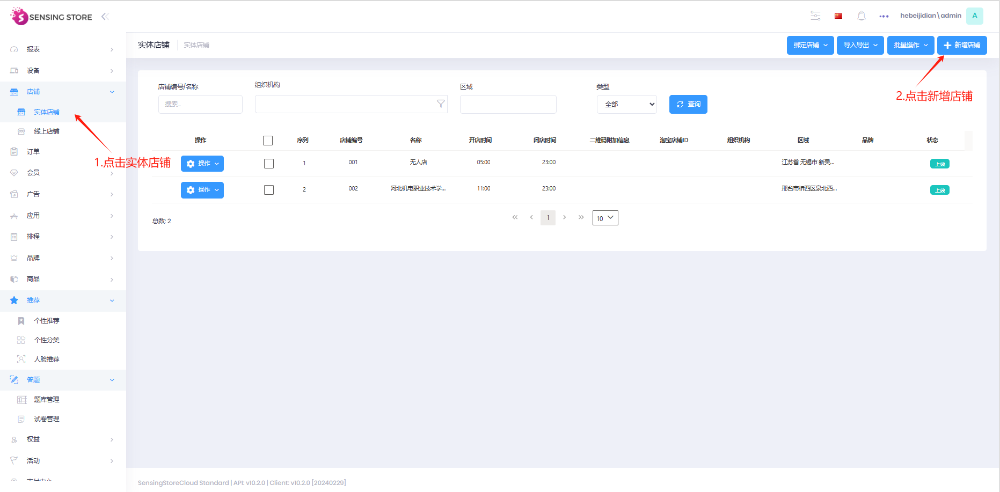 SENSING STORE
hebeijidian\admin
A
报表
设备
店铺
实体店铺
线上店铺
订单
会员
广告
应用
排程
品牌
商品
推荐
个性推荐
个性分类
人脸推荐
答题
题库管理
试卷管理
权益
活动
实体店铺
实体店铺
绑定店铺
导入导出
批量操作
新增店铺
1.点击实体店铺
2.点击新增店铺
店铺编号/名称
组织机构
区域
类型
搜索...
全部
查询
操作 序列 店铺编号 名称 开店时间 闭店时间 二维码附加信息 淘宝店铺ID 组织机构 区域 品牌 状态
操作 1 001 无人店 05:00 23:00 江苏省 无锡市 新吴... 上线
操作 2 002 河北机电职业技术学... 11:00 23:00 邢台市桥西区泉北西... 上线
总数: 2
1
10
SensingStoreCloud Standard | API: v10.2.0 | Client: v10.2.0 [20240229]